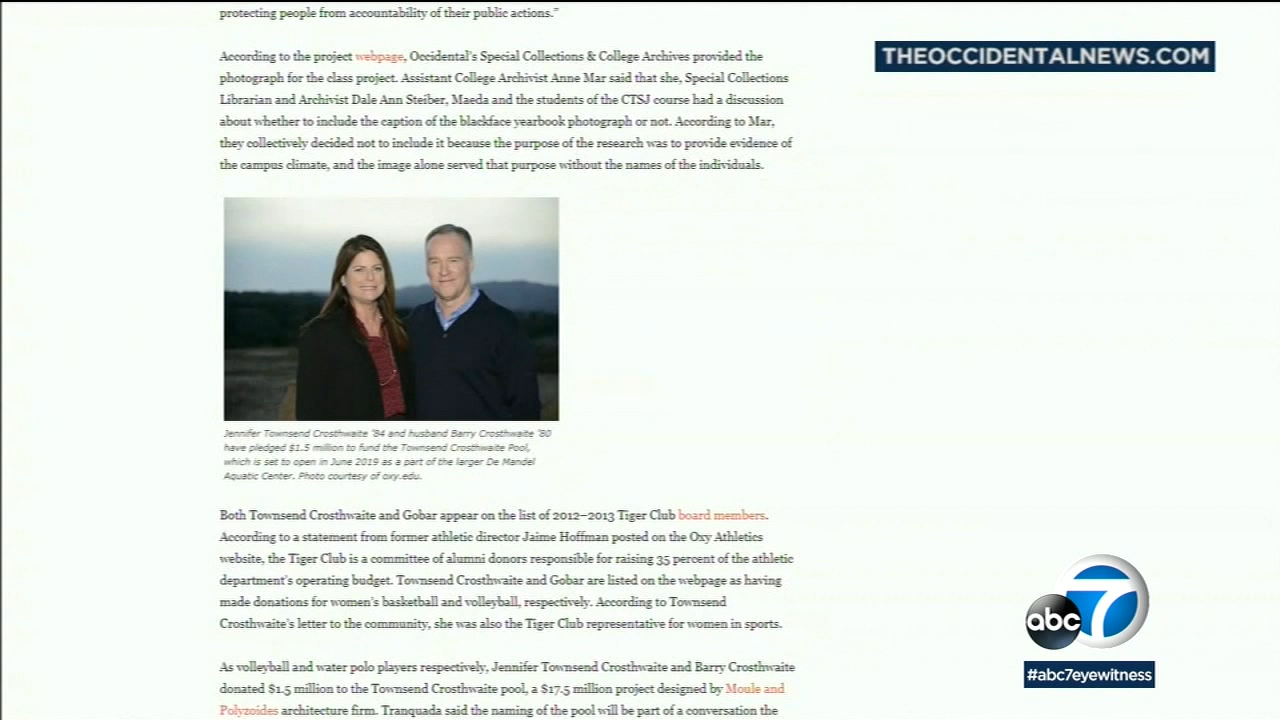 protecting people from accountability of their public actions.”
THEOCCIDENTALNEWS.COM
According to the project webpage, Occidental’s Special Collections & College Archives provided the
photograph for the class project. Assistant College Archivist Anne Mar said that she, Special Collections
Librarian and Archivist Dale Ann Steiber, Maeda and the students of the CTSJ course had a discussion
about whether to include the caption of the blackface yearbook photograph or not. According to Mar,
they collectively decided not to include it because the purpose of the research was to provide evidence of
the campus climate, and the image alone served that purpose without the names of the individuals.
Jennifer Townsend Crosthwaite ’84 and husband Barry Crosthwaite ’80
have pledged $1.5 million to fund the Townsend Crosthwaite Pool,
which is set to open in June 2019 as a part of the larger De Mandel
Aquatic Center. Photo courtesy of oxy.edu.
Both Townsend Crosthwaite and Gobar appear on the list of 2012–2013 Tiger Club board members.
According to a statement from former athletic director Jaime Hoffman posted on the Oxy Athletics
website, the Tiger Club is a committee of alumni donors responsible for raising 35 percent of the athletic
department’s operating budget. Townsend Crosthwaite and Gobar are listed on the webpage as having
made donations for women’s basketball and volleyball, respectively. According to Townsend
Crosthwaite’s letter to the community, she was also the Tiger Club representative for women in sports.
As volleyball and water polo players respectively, Jennifer Townsend Crosthwaite and Barry Crosthwaite
donated $1.5 million to the Townsend Crosthwaite pool, a $17.5 million project designed by Moule and
Polyzoides architecture firm. Tranquada said the naming of the pool will be part of a conversation the
abc 7
#abc7eyewitness